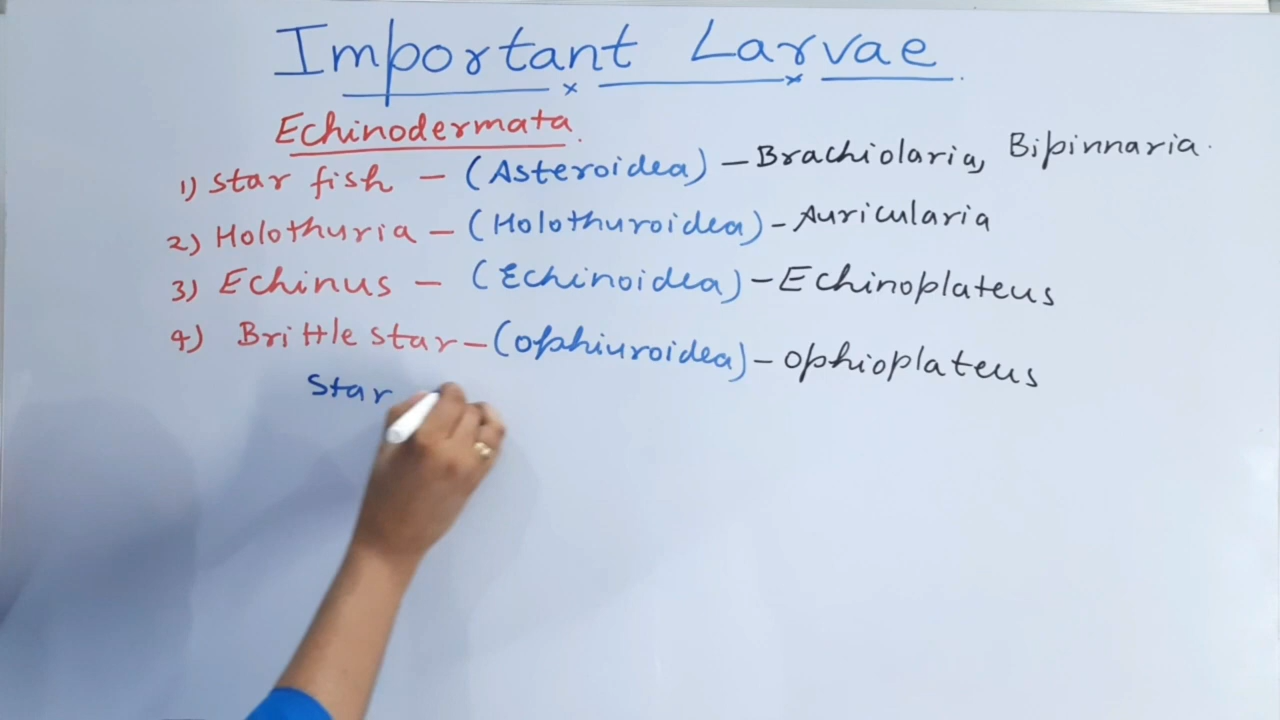 Important Larvae
Echinodermata
1) Star fish - (Asteroidea) - Brachiolaria, Bipinnaria.
2) Holothuria - (Holothuroidea) - Auricularia
3) Echinus - (Echinoidea) - Echinoplateus
4) Brittle star - (ophiuroidea) - ophioplateus
Star